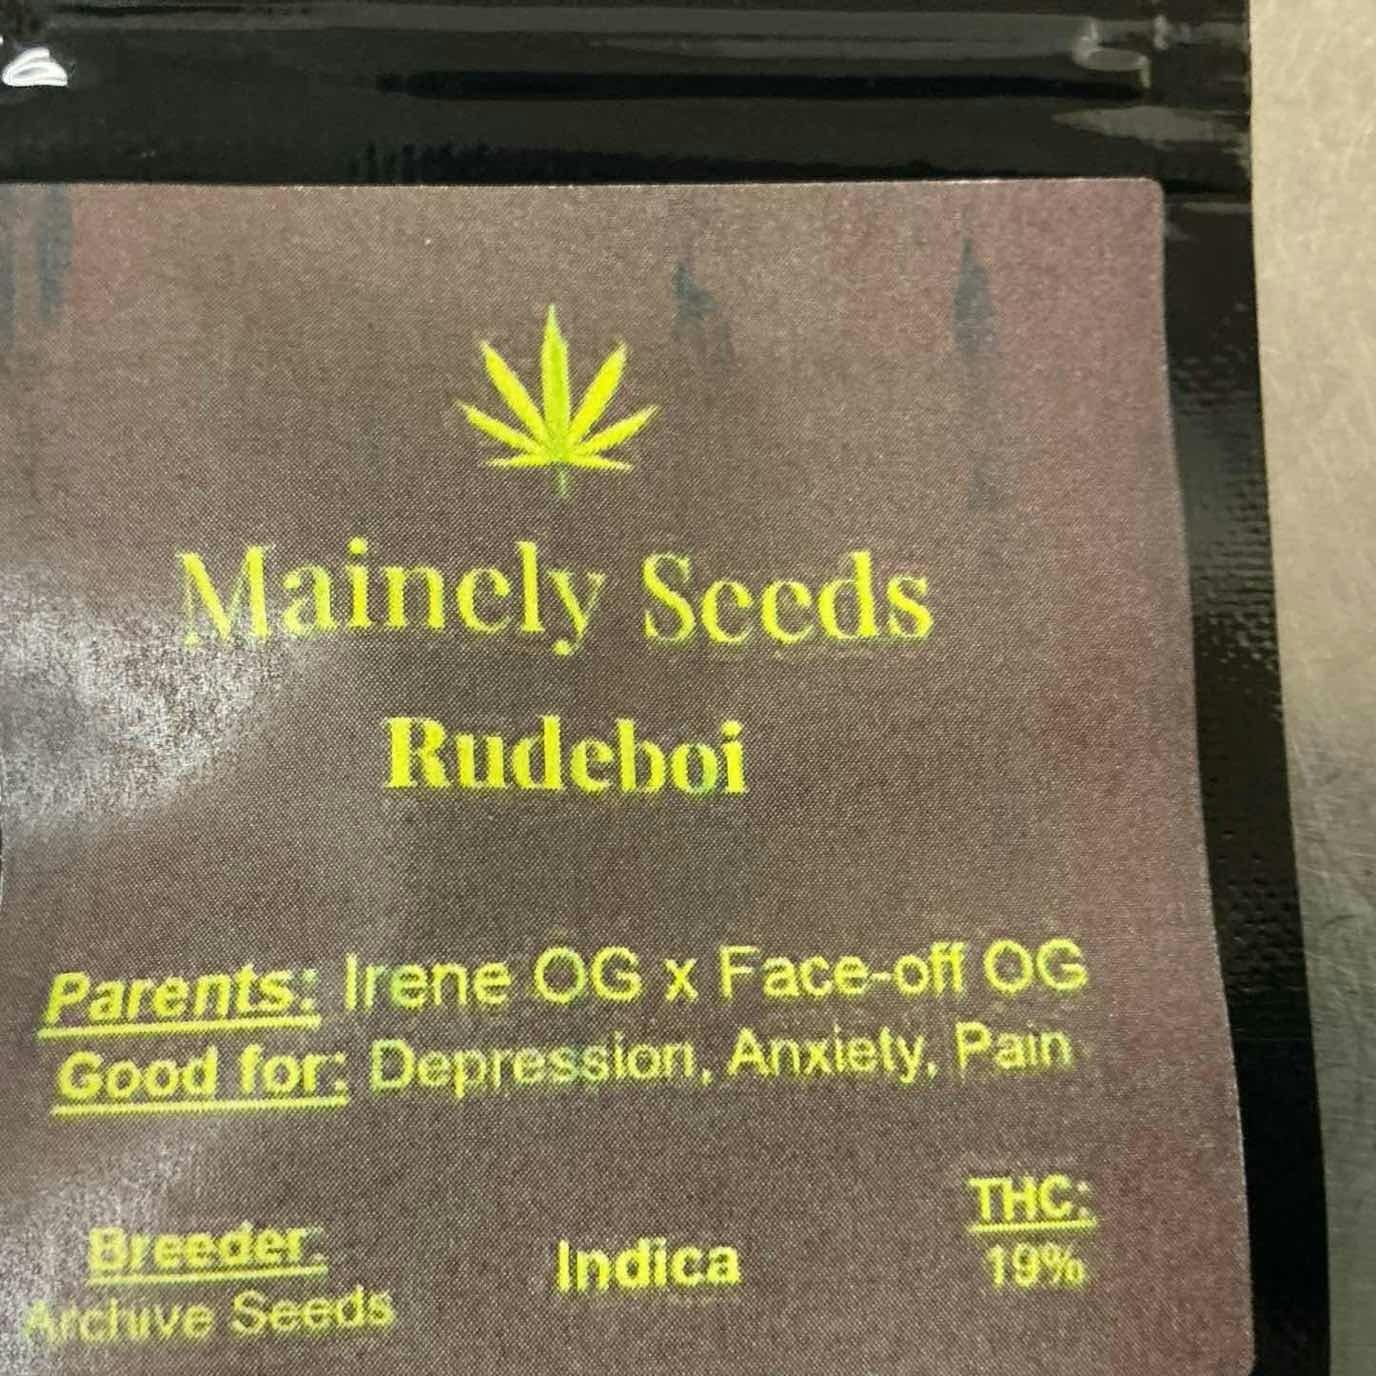 Mainely Seeds
Rudeboi
Parents: Irene OG x Face-off OG
Good for: Depression, Anxiety, Pain
THC:
19%
Indica
Breeder:
Archive Seeds